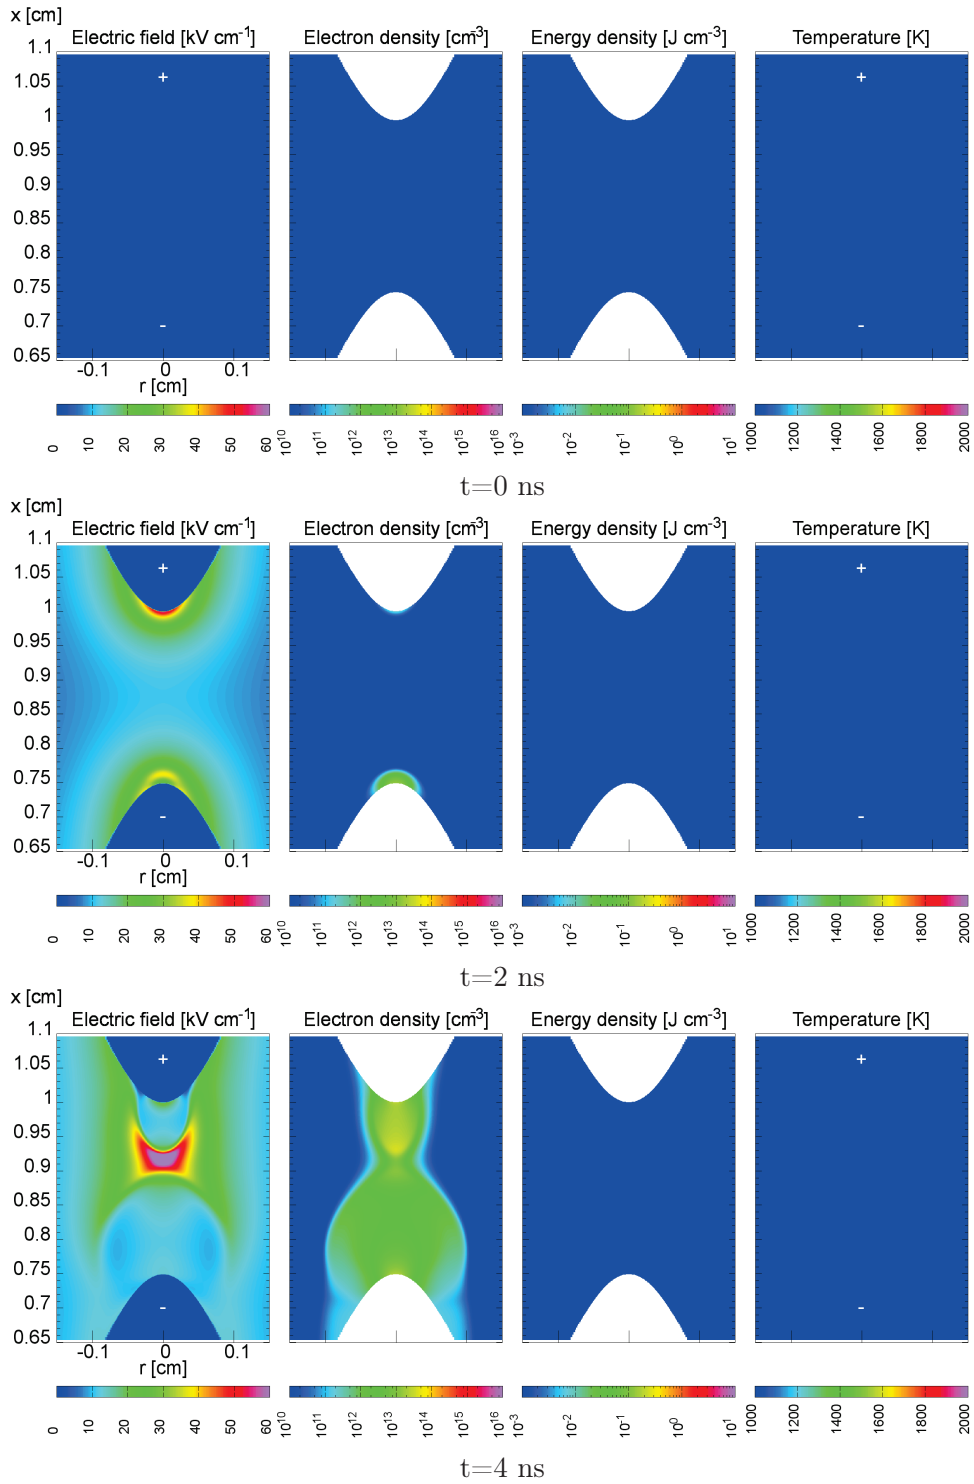 x [cm]
Electric field [kV cm-1] Electron density [cm-3] Energy density [J cm-3] Temperature [K]
1.1
1.05
1
0.95
0.9
0.85
0.8
0.75
0.7
0.65
+ +
- -
-0.1 0 0.1
r [cm]
0 10 20 30 40 50 60 10^10 10^11 10^12 10^13 10^14 10^15 10^16 10^-3 10^-2 10^-1 10^0 10^1 1000 1200 1400 1600 1800 2000
t=0 ns
x [cm]
Electric field [kV cm-1] Electron density [cm-3] Energy density [J cm-3] Temperature [K]
1.1
1.05
1
0.95
0.9
0.85
0.8
0.75
0.7
0.65
+ +
- -
-0.1 0 0.1
r [cm]
0 10 20 30 40 50 60 10^10 10^11 10^12 10^13 10^14 10^15 10^16 10^-3 10^-2 10^-1 10^0 10^1 1000 1200 1400 1600 1800 2000
t=2 ns
x [cm]
Electric field [kV cm-1] Electron density [cm-3] Energy density [J cm-3] Temperature [K]
1.1
1.05
1
0.95
0.9
0.85
0.8
0.75
0.7
0.65
+ +
- -
-0.1 0 0.1
r [cm]
0 10 20 30 40 50 60 10^10 10^11 10^12 10^13 10^14 10^15 10^16 10^-3 10^-2 10^-1 10^0 10^1 1000 1200 1400 1600 1800 2000
t=4 ns